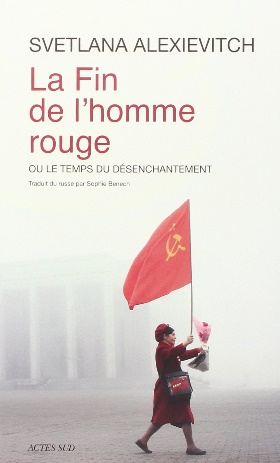 SVETLANA ALEXIEVITCH
La Fin
de l'homme
rouge
OU LE TEMPS DU DÉSENCHANTEMENT
Traduit du russe par Sophie Benech
ACTES SUD